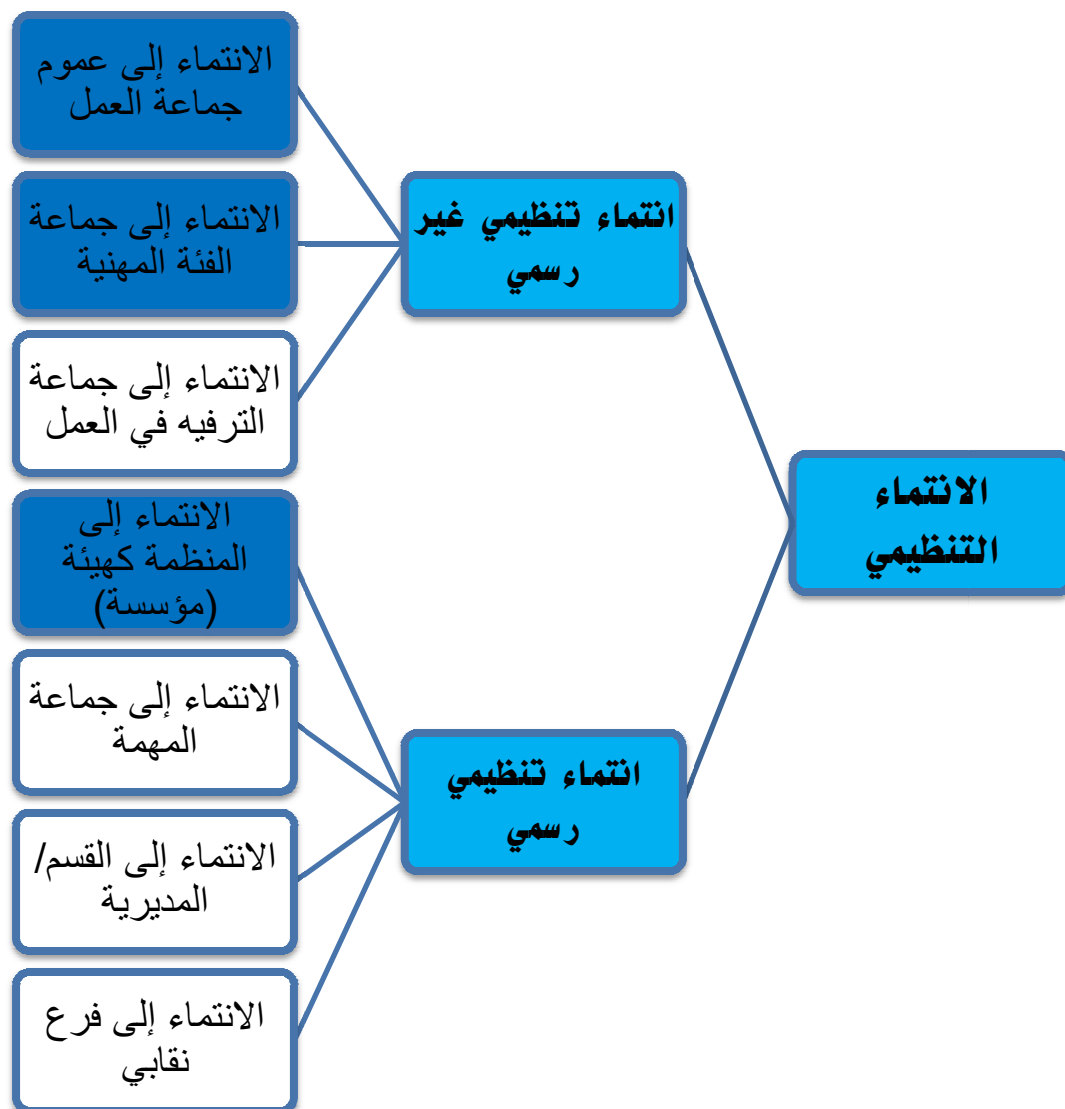 الانتماء
التنظيمي
انتماء تنظيمي غير
رسمي
الانتماء إلى عموم
جماعة العمل
الانتماء إلى جماعة
الفئة المهنية
الانتماء إلى جماعة
الترفيه في العمل
انتماء تنظيمي
رسمي
الانتماء إلى
المنظمة كهيئة
(مؤسسة)
الانتماء إلى جماعة
المهمة
الانتماء إلى القسم/
المديرية
الانتماء إلى فرع
نقابي